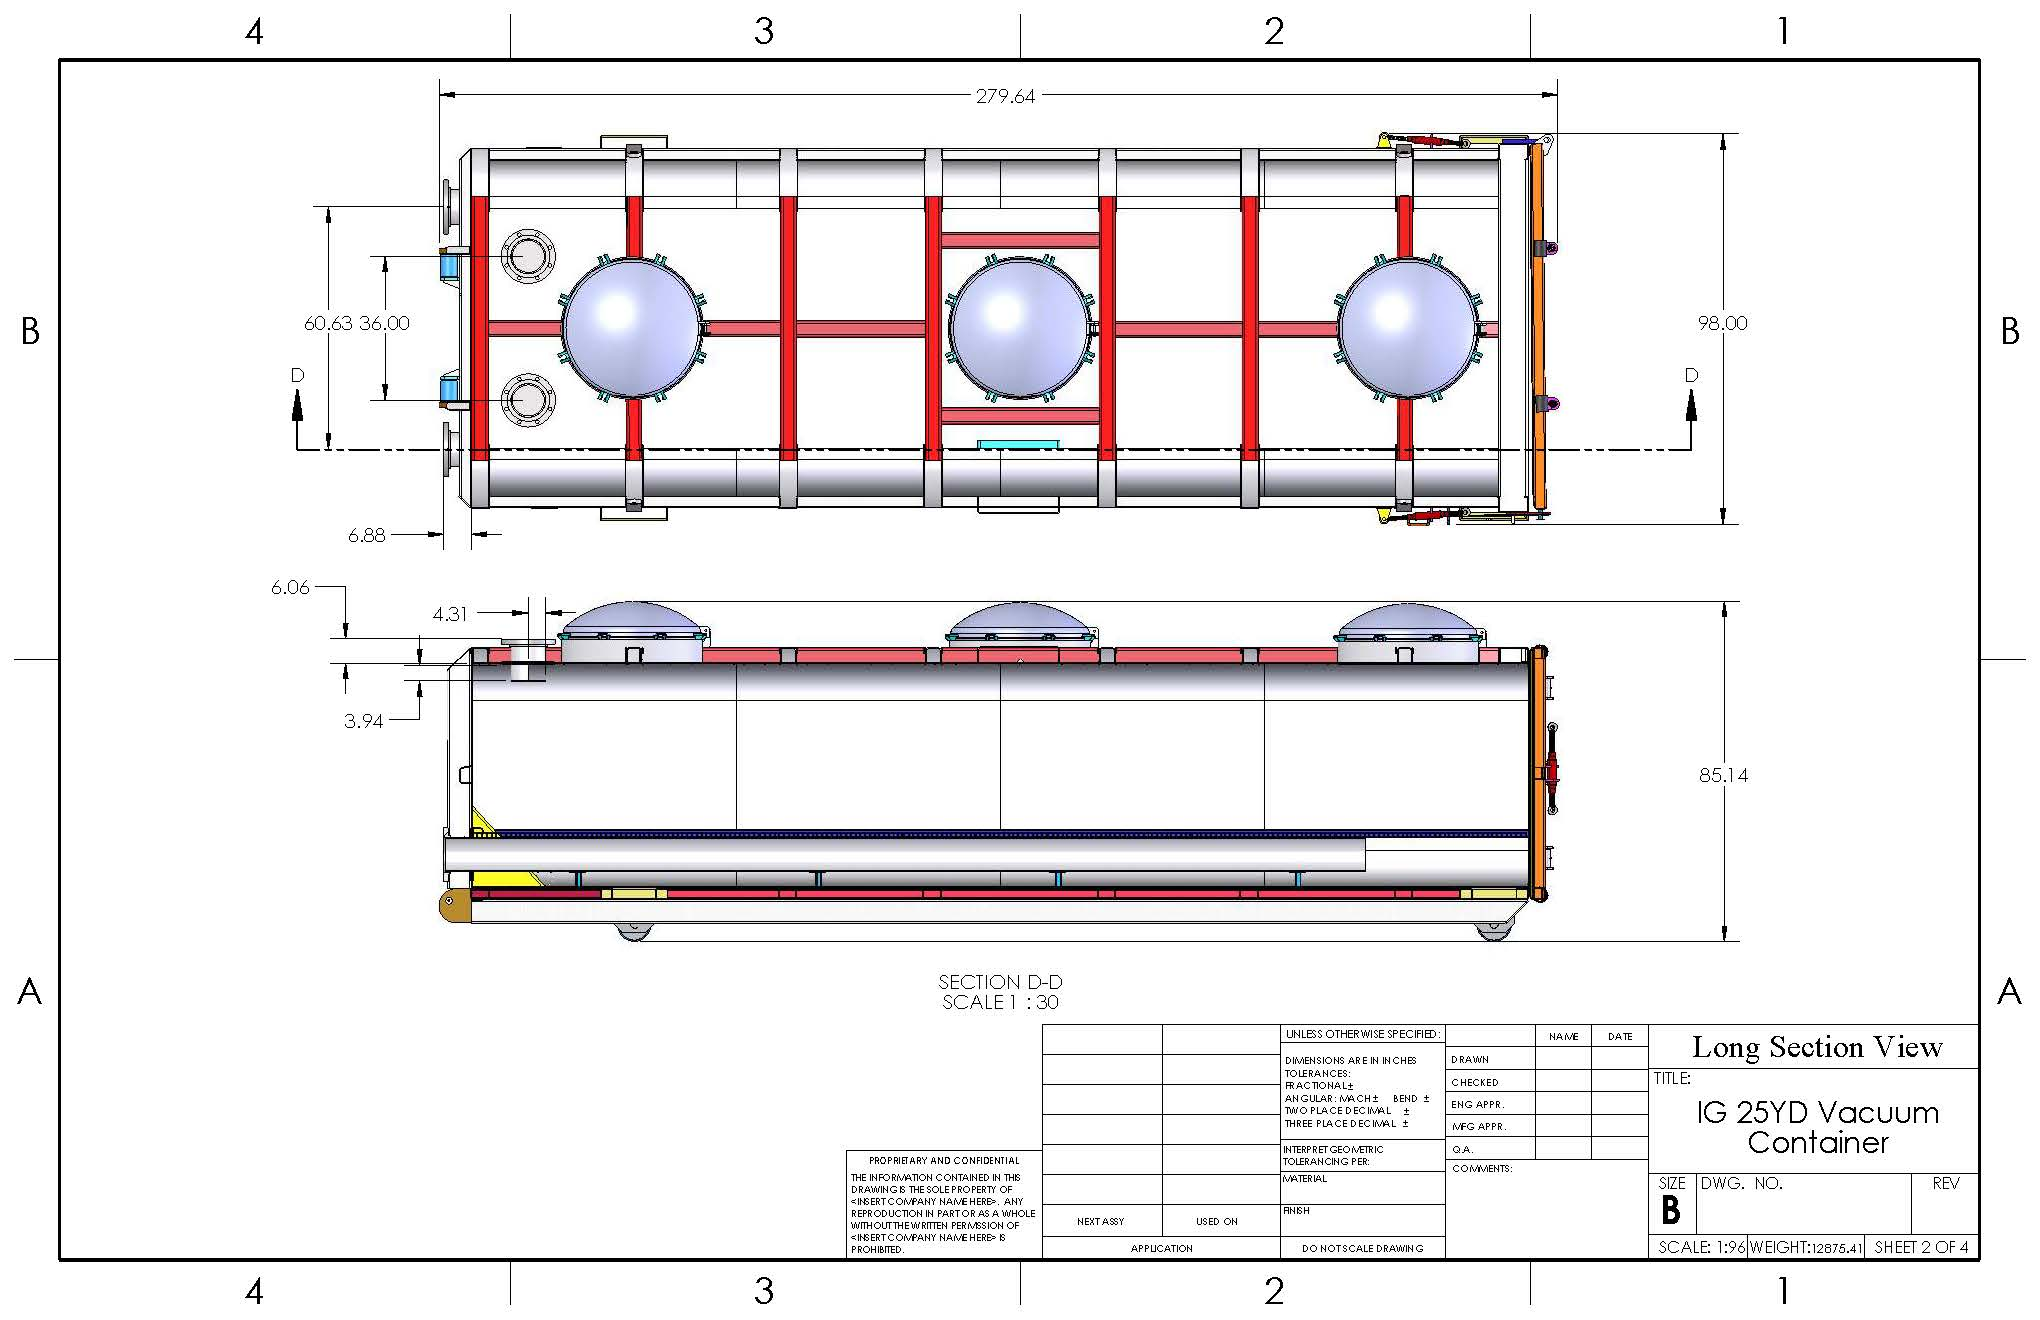 4 3 2 1
279.64
B B
60.63 36.00
98.00
D D
6.88
6.06
4.31
3.94
85.14
A A
SECTION D-D
SCALE 1 : 30
UNLESS OTHERWISE SPECIFIED:
DIMENSIONS ARE IN INCHES
TOLERANCES:
FRACTIONAL±
ANGULAR: MACH± BEND ±
TWO PLACE DECIMAL ±
THREE PLACE DECIMAL ±
INTERPRET GEOMETRIC
TOLERANCING PER:
MATERIAL
FINISH
DO NOT SCALE DRAWING
NAME DATE
DRAWN
CHECKED
ENG APPR.
MFG APPR.
Q.A.
COMMENTS:
PROPRIETARY AND CONFIDENTIAL
THE INFORMATION CONTAINED IN THIS
DRAWING IS THE SOLE PROPERTY OF
<INSERT COMPANY NAME HERE>. ANY
REPRODUCTION IN PART OR AS A WHOLE
WITHOUT THE WRITTEN PERMISSION OF
<INSERT COMPANY NAME HERE> IS
PROHIBITED.
NEXT ASSY USED ON
APPLICATION
Long Section View
TITLE:
IG 25YD Vacuum
Container
SIZE DWG. NO. REV
B
SCALE: 1:96 WEIGHT:12875.41 SHEET 2 OF 4
4 3 2 1